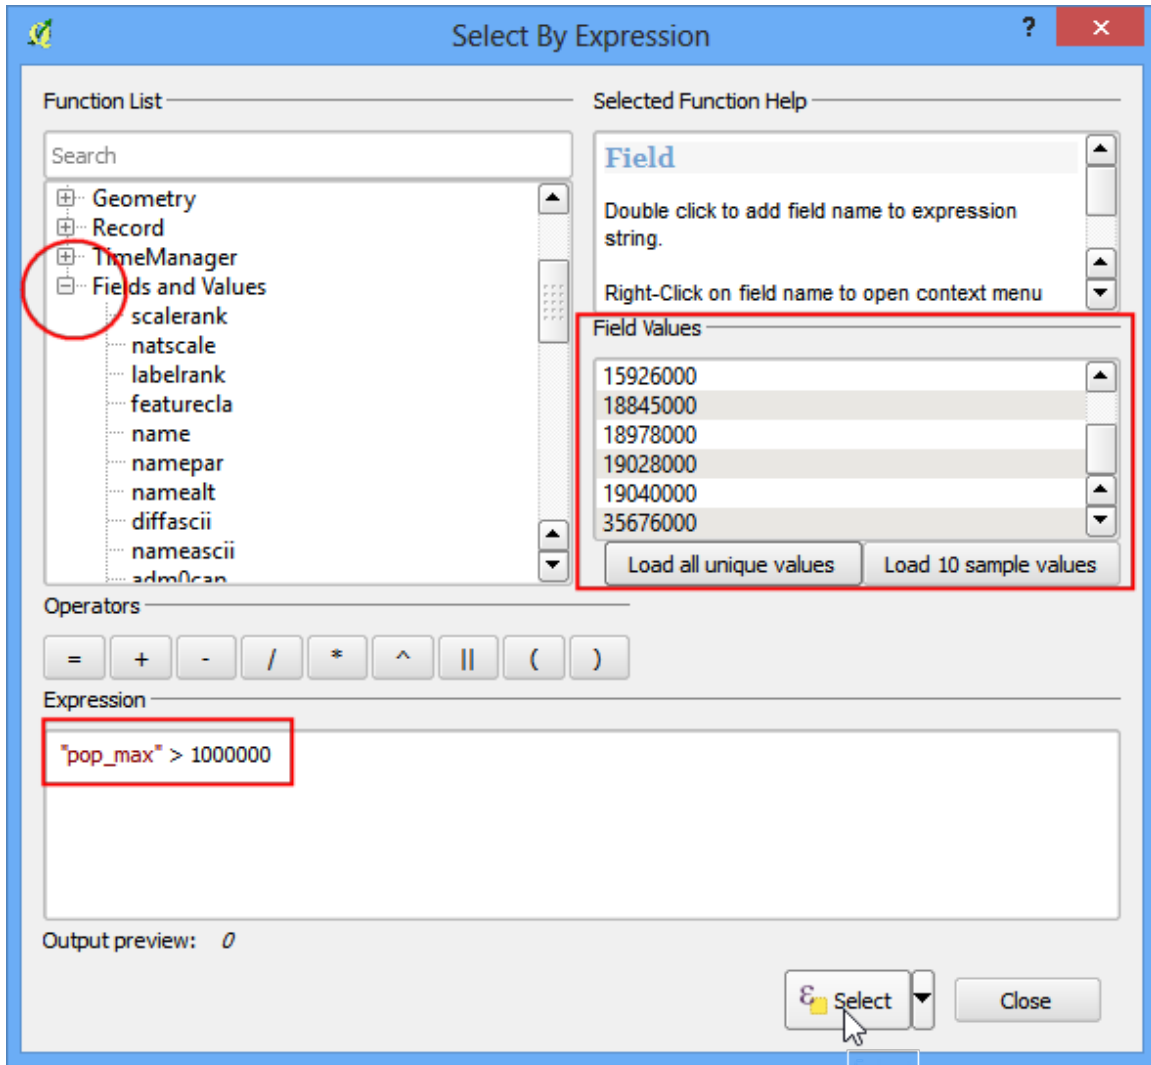 Select By Expression
?
Function List
Search
Geometry
Record
TimeManager
Fields and Values
scalerank
natscale
labelrank
featurecla
name
namepar
namealt
diffascii
nameascii
adm0cap
Selected Function Help
Field
Double click to add field name to expression
string.
Right-Click on field name to open context menu
Field Values
15926000
18845000
18978000
19028000
19040000
35676000
Load all unique values
Load 10 sample values
Operators
= + - / * ^ || ( )
Expression
"pop_max" > 1000000
Output preview: 0
ε Select
Close